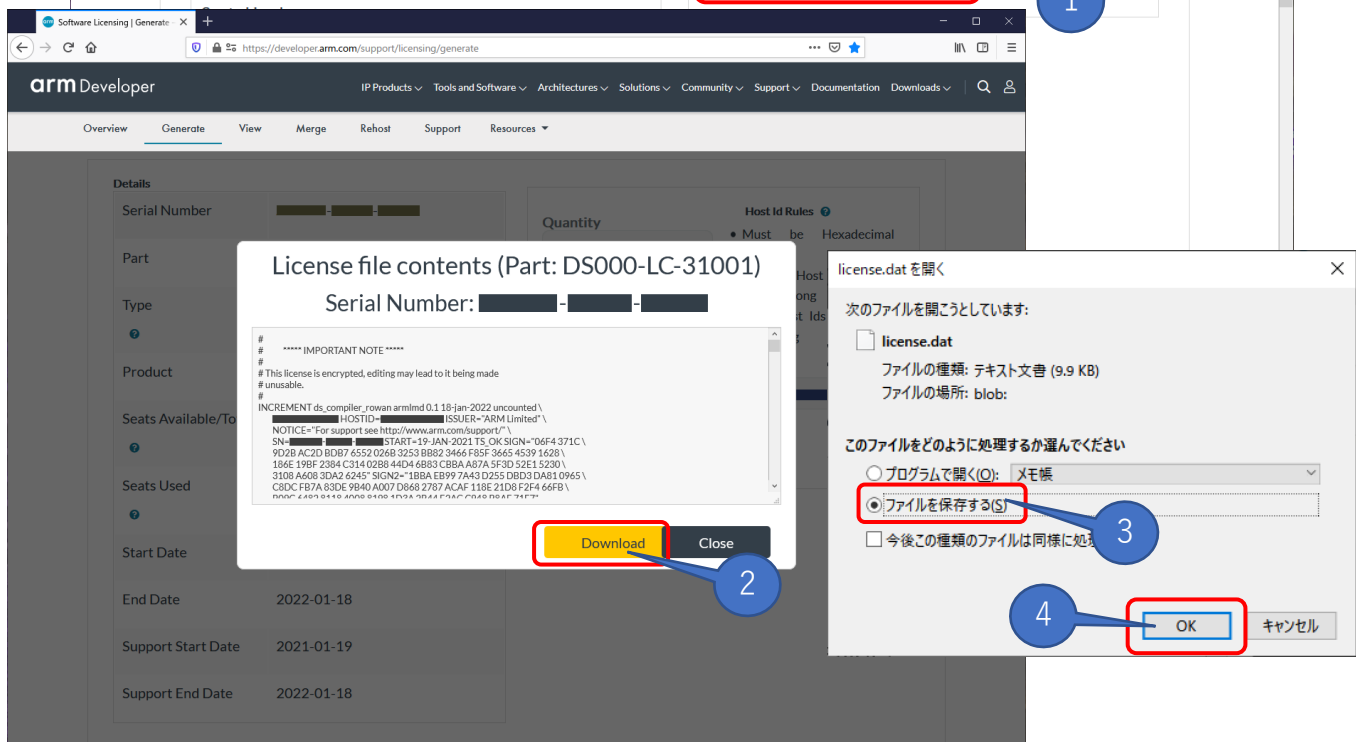 1
Software Licensing | Generate -
https://developer.arm.com/support/licensing/generate
arm Developer
IP Products
Tools and Software
Architectures
Solutions
Community
Support
Documentation
Downloads
Overview
Generate
View
Merge
Rehost
Support
Resources
Details
Serial Number
Part
Type
Product
Seats Available/To
Seats Used
Start Date
End Date 2022-01-18
Support Start Date 2021-01-19
Support End Date 2022-01-18
Quantity
Host Id Rules
• Must be Hexadecimal
Host
ong
t Ids
License file contents (Part: DS000-LC-31001)
Serial Number: - -
#
# ***** IMPORTANT NOTE *****
#
# This license is encrypted, editing may lead to it being made
# unusable.
#
INCREMENT ds_compiler_rowan armlmd 0.1 18-jan-2022 uncounted \
HOSTID= ISSUER="ARM Limited" \
NOTICE="For support see http://www.arm.com/support/" \
SN= - - START=19-JAN-2021 TS_OK SIGN="06F4 371C \
9D2B AC2D BDB7 6552 026B 3253 BB82 3466 F85F 3665 4539 1628 \
186E 19BF 2384 C314 02B8 44D4 6B83 CBBA A87A 5F3D 52E1 5230 \
3108 A608 3DA2 6245" SIGN2="1BBA EB99 7A43 D255 DBD3 DA81 0965 \
C8DC FB7A 83DE 9B40 A007 D868 2787 ACAF 118E 21D8 F2F4 66FB \
Download
Close
2
license.dat を開く
次のファイルを開こうとしています:
license.dat
ファイルの種類: テキスト文書 (9.9 KB)
ファイルの場所: blob:
このファイルをどのように処理するか選んでください
プログラムで開く(O): メモ帳
ファイルを保存する(S)
今後この種類のファイルは同様に処
3
4
OK
キャンセル